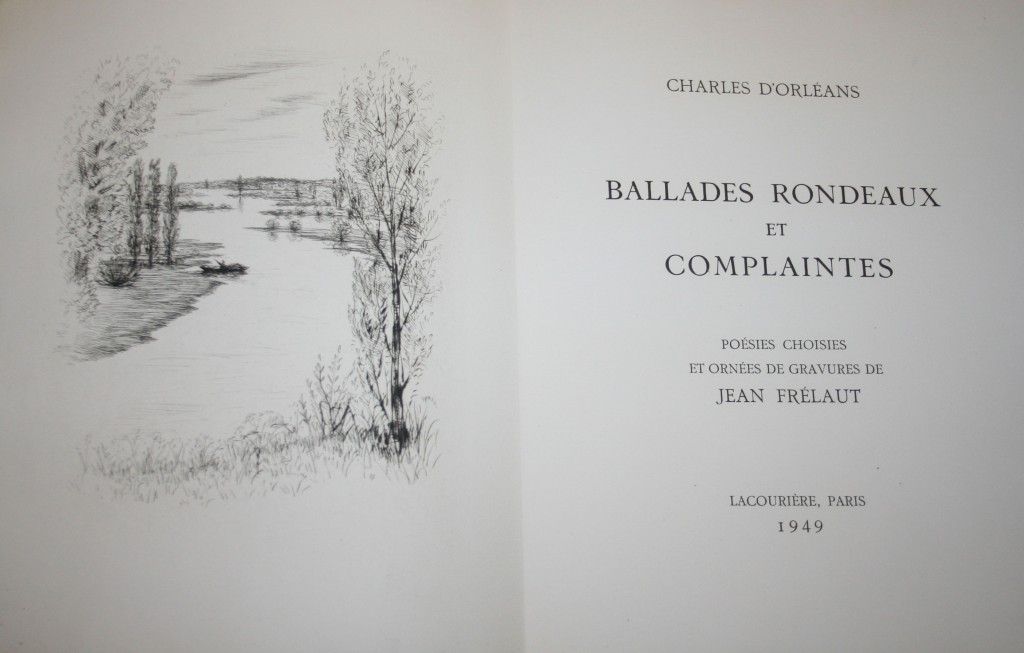 CHARLES D'ORLÉANS
BALLADES RONDEAUX
ET
COMPLAINTES
POÉSIES CHOISIES
ET ORNÉES DE GRAVURES DE
JEAN FRÉLAUT
LACOURIÈRE, PARIS
1949